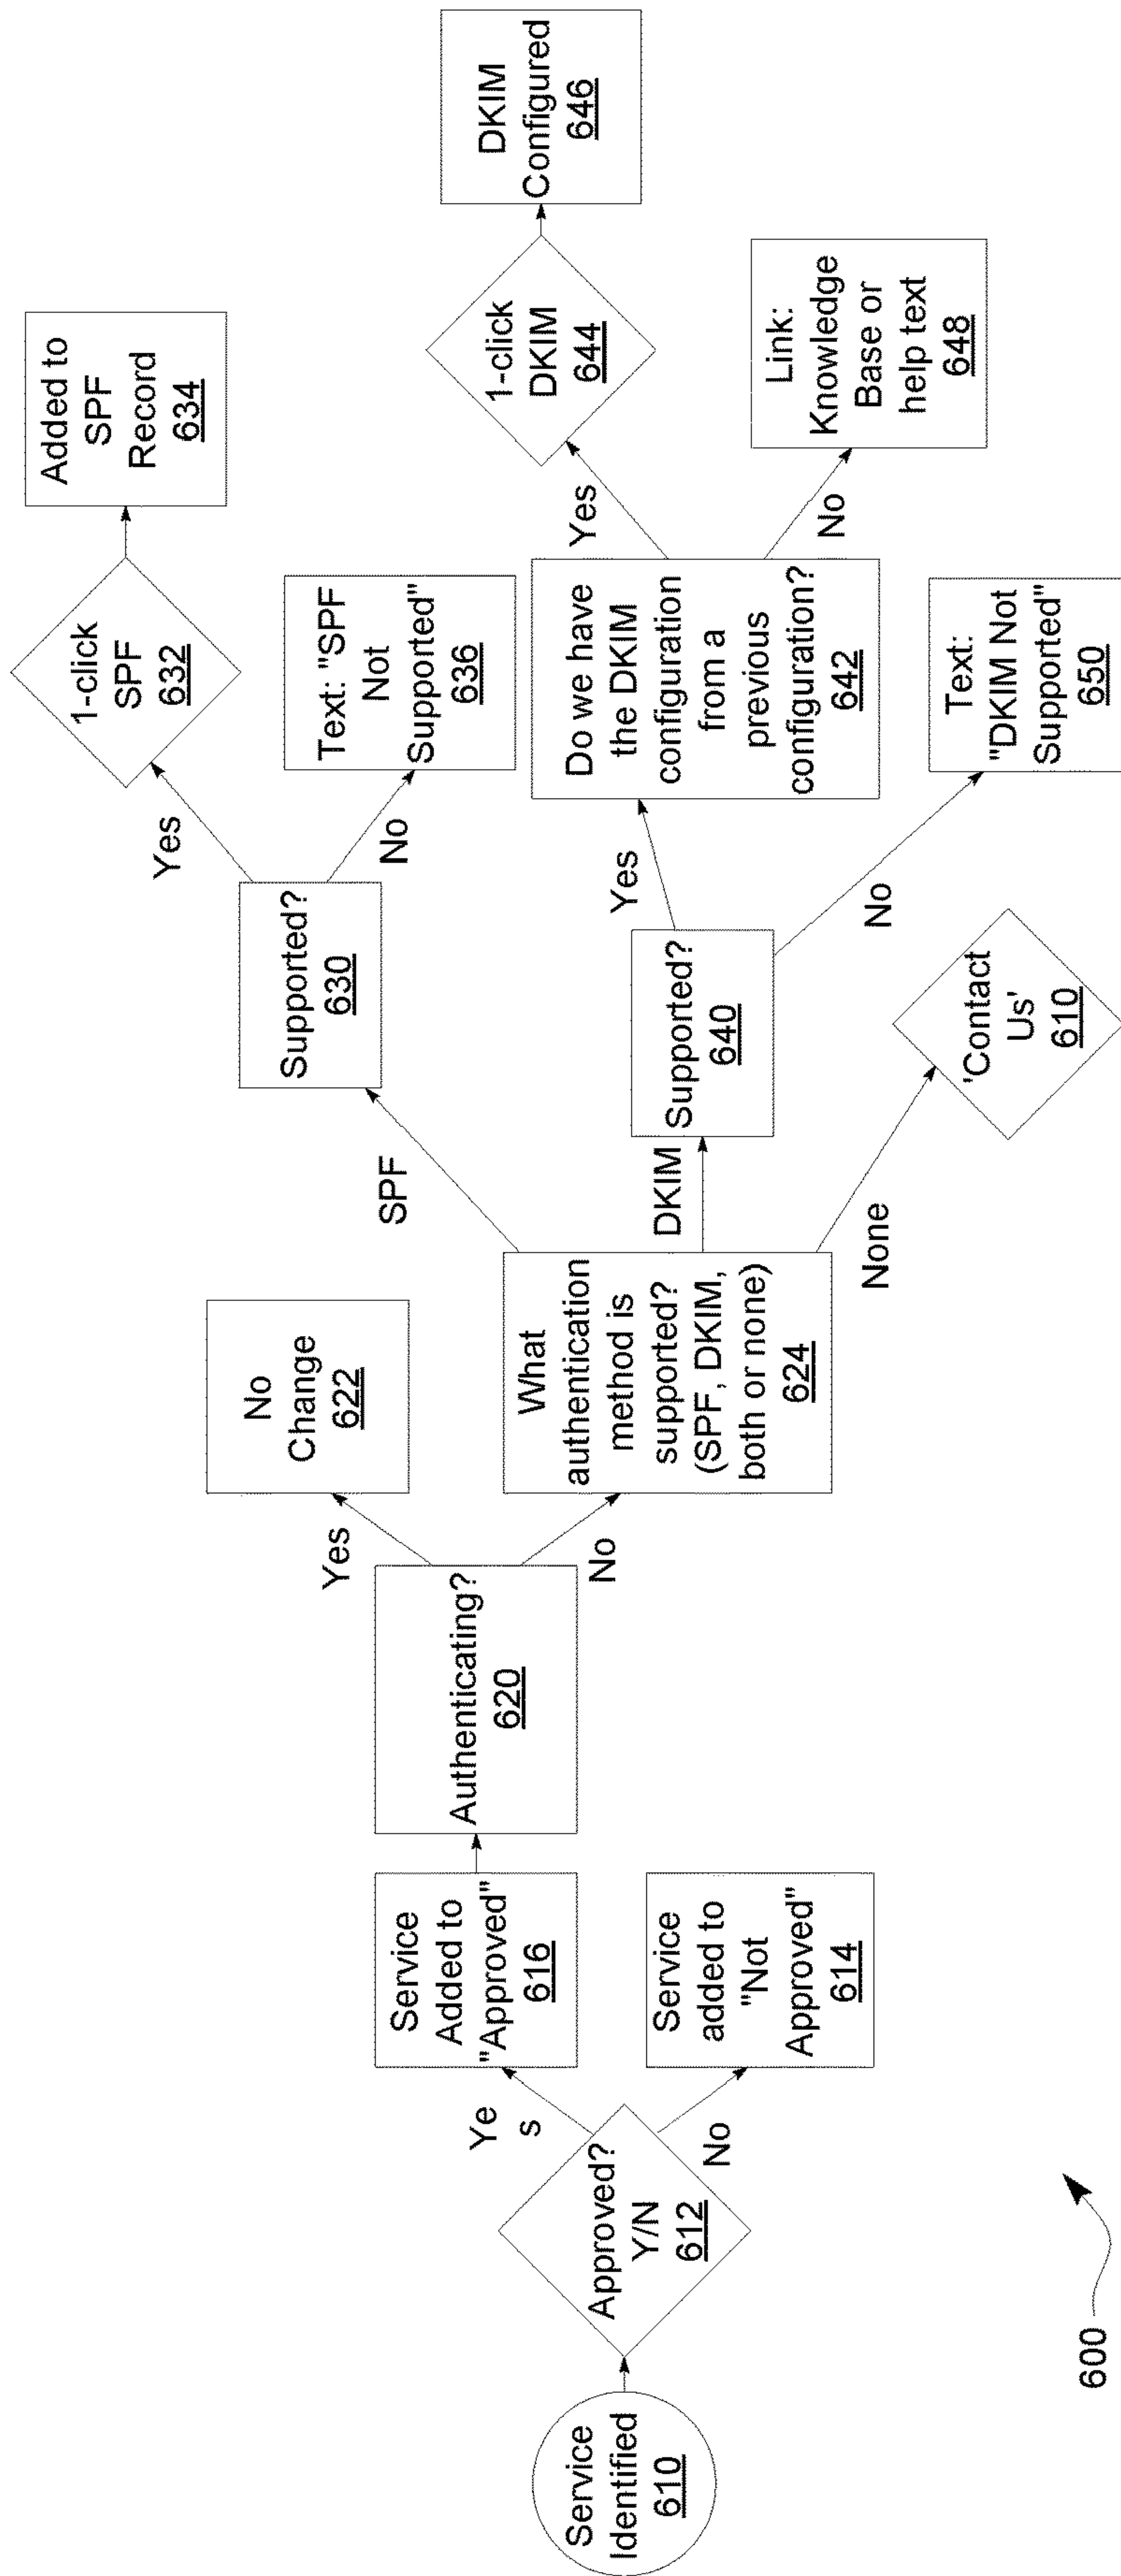 Service
Identified
610
Approved?
Y/N
612
Ye
s
No
Service
Added to
"Approved"
616
Service
added to
"Not
Approved"
614
Authenticating?
620
Yes
No
No
Change
622
What
authentication
method is
supported?
(SPF, DKIM,
both or none)
624
SPF
DKIM
None
Supported?
630
Yes
No
1-click
SPF
632
Added to
SPF
Record
634
Text: "SPF
Not
Supported"
636
Supported?
640
Yes
No
'Contact
Us'
610
Do we have
the DKIM
configuration
from a
previous
configuration?
642
Yes
No
Text:
"DKIM Not
Supported"
650
1-click
DKIM
644
DKIM
Configured
646
Link:
Knowledge
Base or
help text
648
600